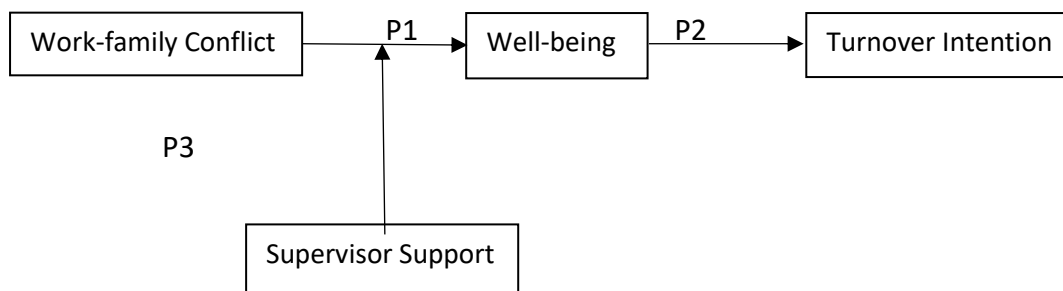 Work-family Conflict
P1
Well-being
P2
Turnover Intention
P3
Supervisor Support